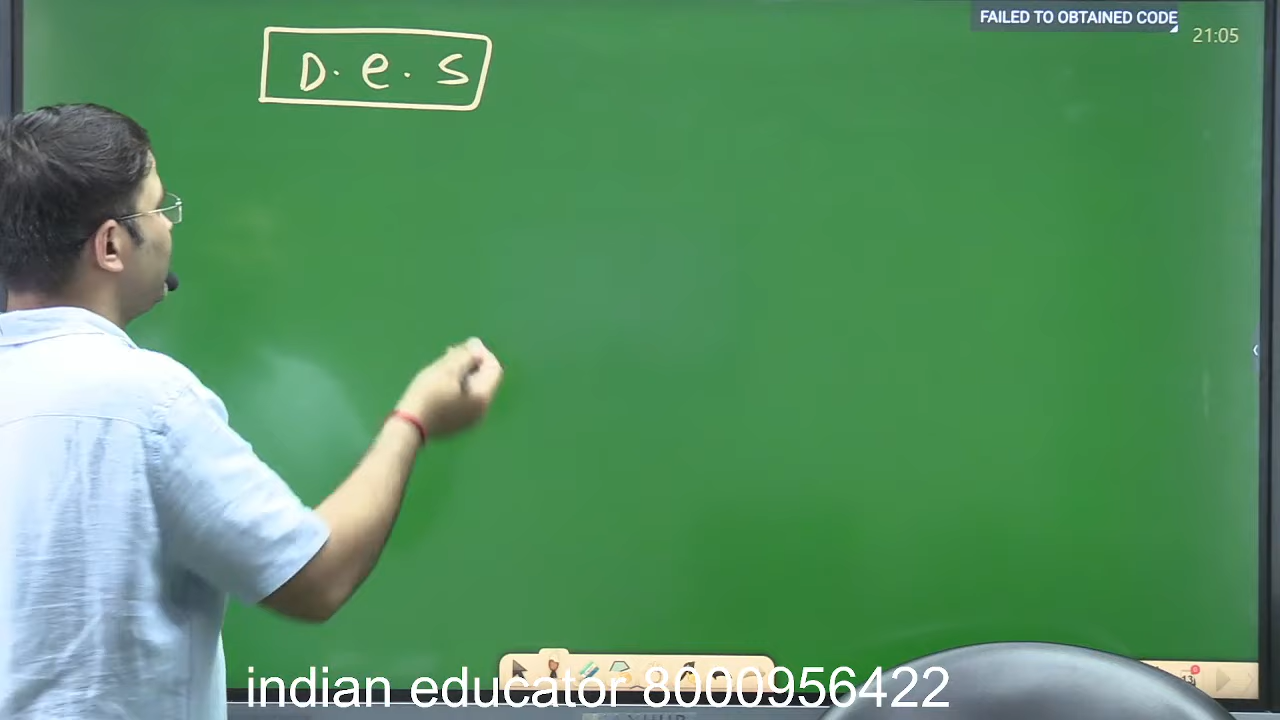 FAILED TO OBTAINED CODE
21:05
D. e. s
indian educator 8000956422